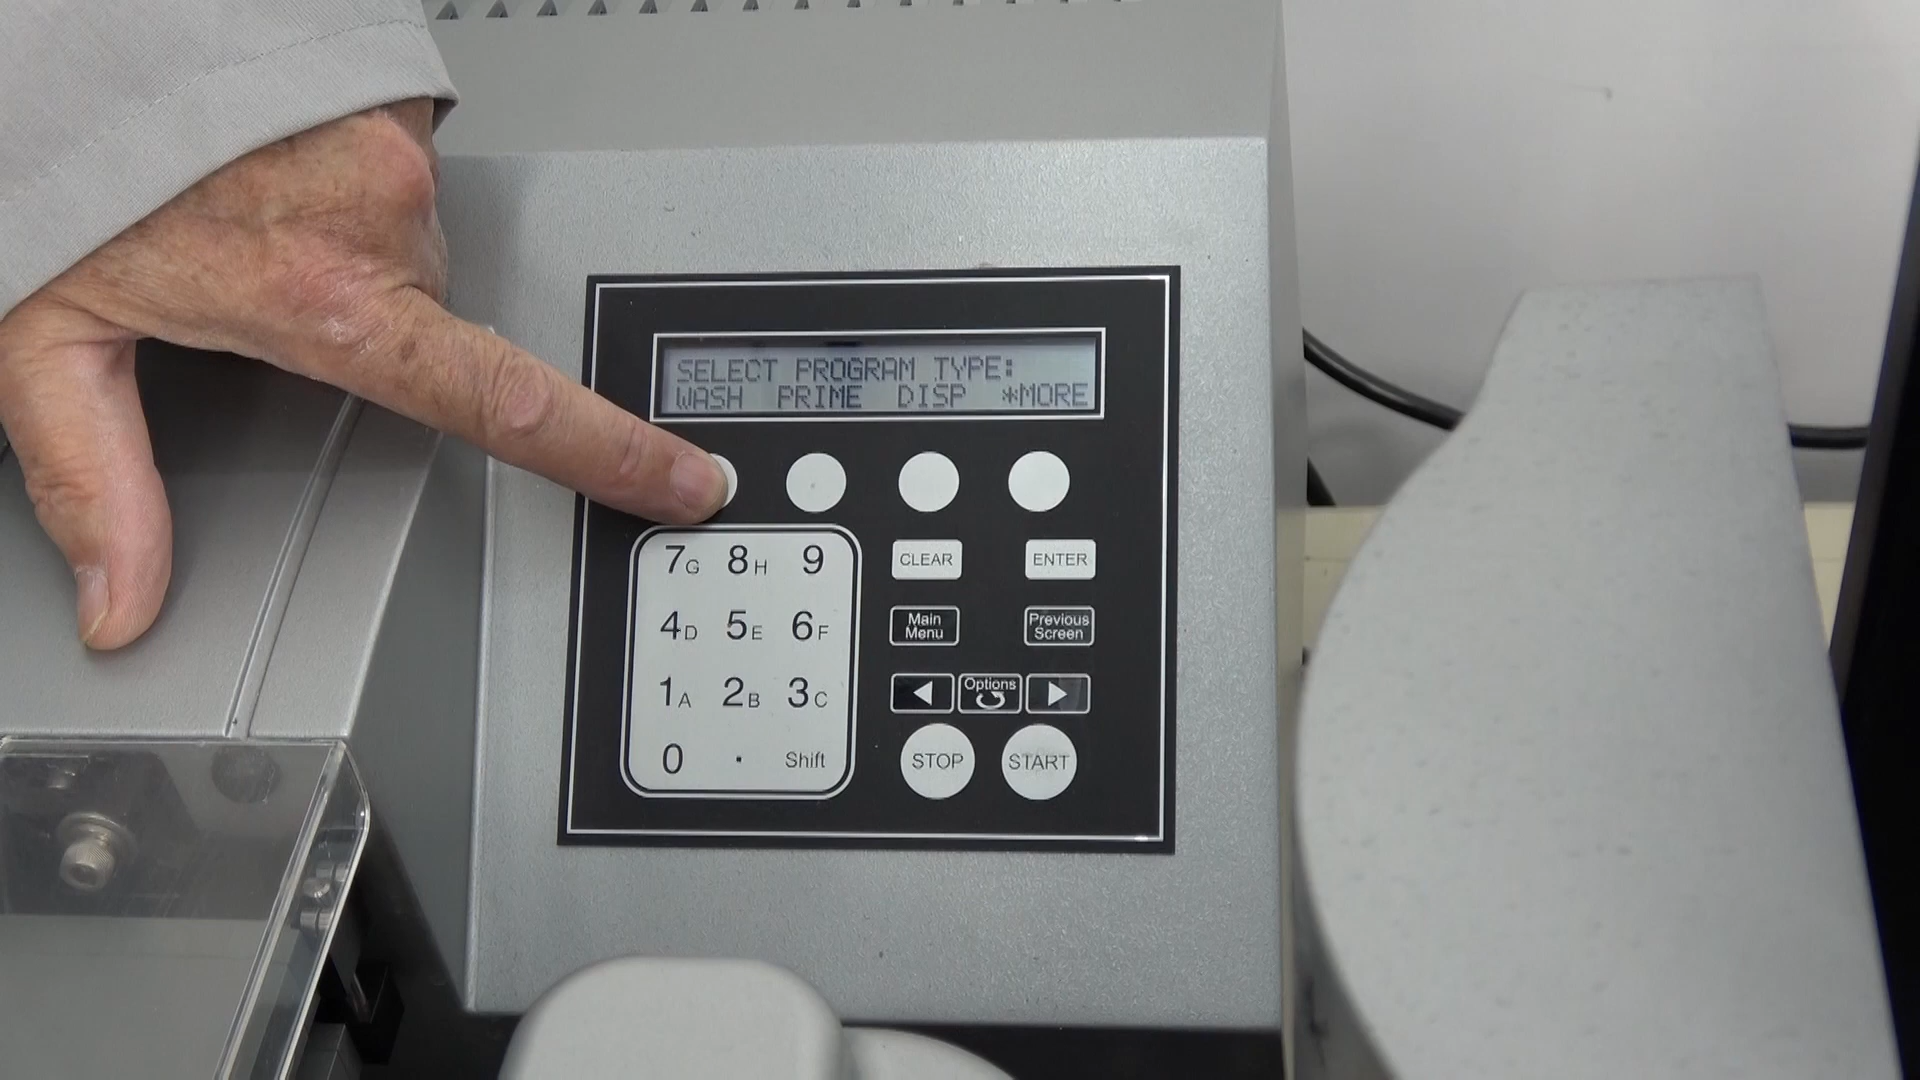 SELECT PROGRAM TYPE:
WASH PRIME DISP *MORE
7G 8H 9
CLEAR ENTER
4D 5E 6F
Main Menu
Previous Screen
1A 2B 3C
Options
0 . Shift
STOP START